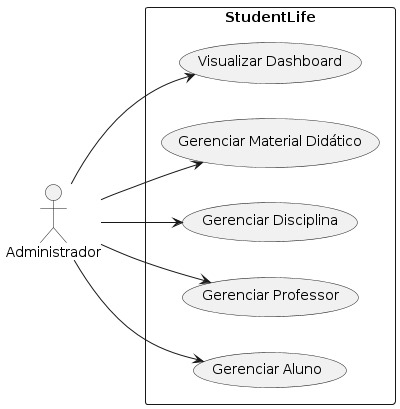 StudentLife
Visualizar Dashboard
Gerenciar Material Didático
Gerenciar Disciplina
Administrador
Gerenciar Professor
Gerenciar Aluno